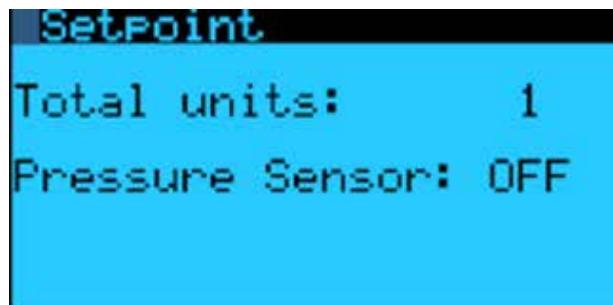 Setpoint
Total units: 1
Pressure Sensor: OFF